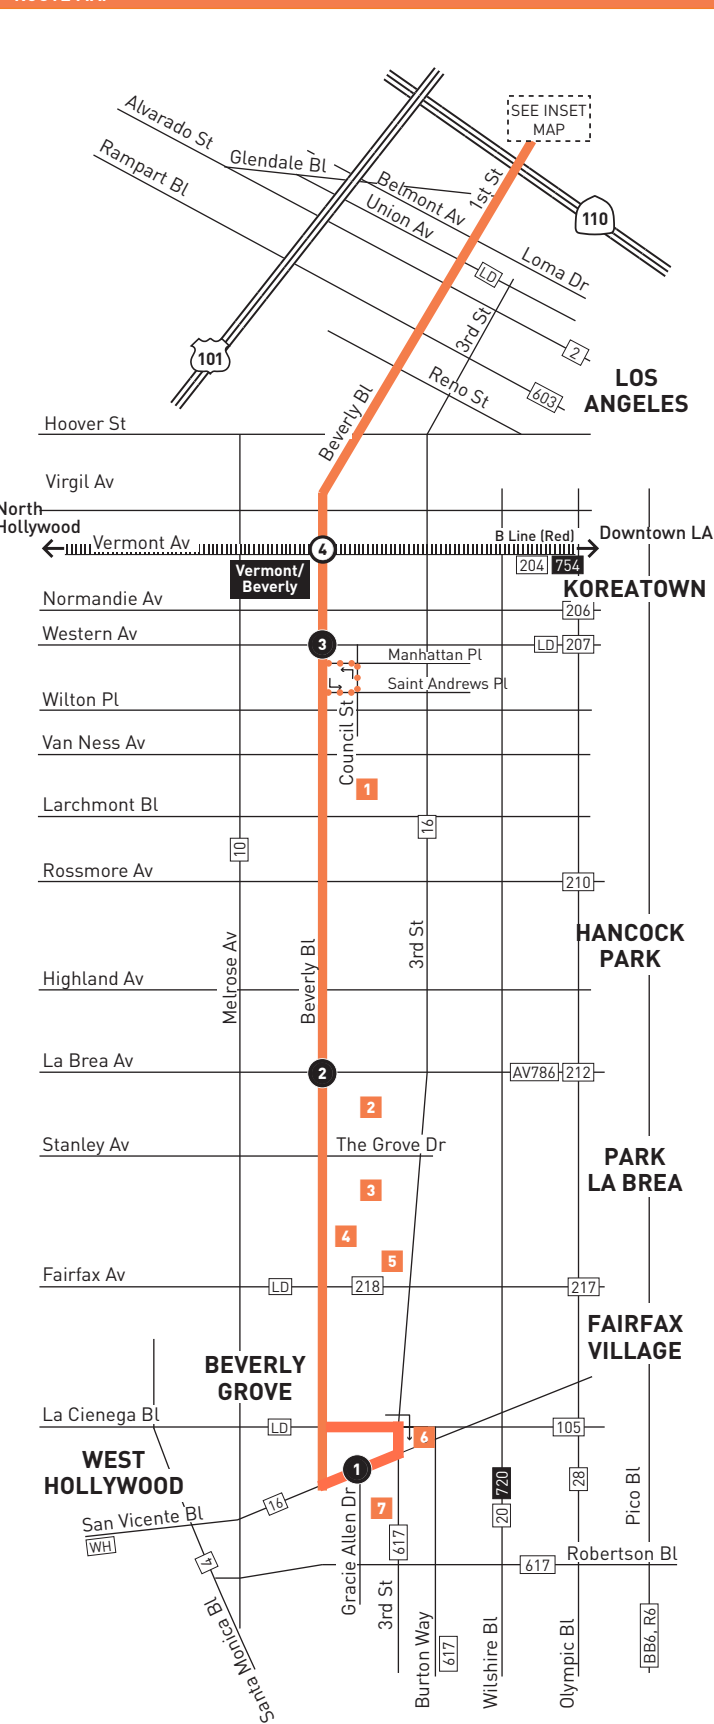 SEE INSET
MAP
Alvarado St
Glendale Bl
Rampart Bl
Belmont Av
Union Av
1st St
110
Loma Dr
LD
3rd St
101
2
Reno St
603
LOS
ANGELES
Beverly Bl
Hoover St
Virgil Av
North
Hollywood
Vermont Av
4
B Line (Red)
Downtown LA
204
754
Vermont/
Beverly
KOREATOWN
Normandie Av
206
Western Av
3
LD
207
Manhattan Pl
Saint Andrews Pl
Wilton Pl
Council St
Van Ness Av
1
Larchmont Bl
16
10
Rossmore Av
210
Melrose Av
Beverly Bl
3rd St
HANCOCK
PARK
Highland Av
La Brea Av
2
AV786
212
2
Stanley Av
The Grove Dr
PARK
LA BREA
3
4
5
Fairfax Av
LD
218
217
FAIRFAX
VILLAGE
BEVERLY
GROVE
La Cienega Bl
LD
6
105
WEST
HOLLYWOOD
1
720
20
28
Pico Bl
16
7
San Vicente Bl
WH
4
Gracie Allen Dr
617
617
Robertson Bl
Santa Monica Bl
3rd St
Burton Way
617
Wilshire Bl
Olympic Bl
BB6, R6